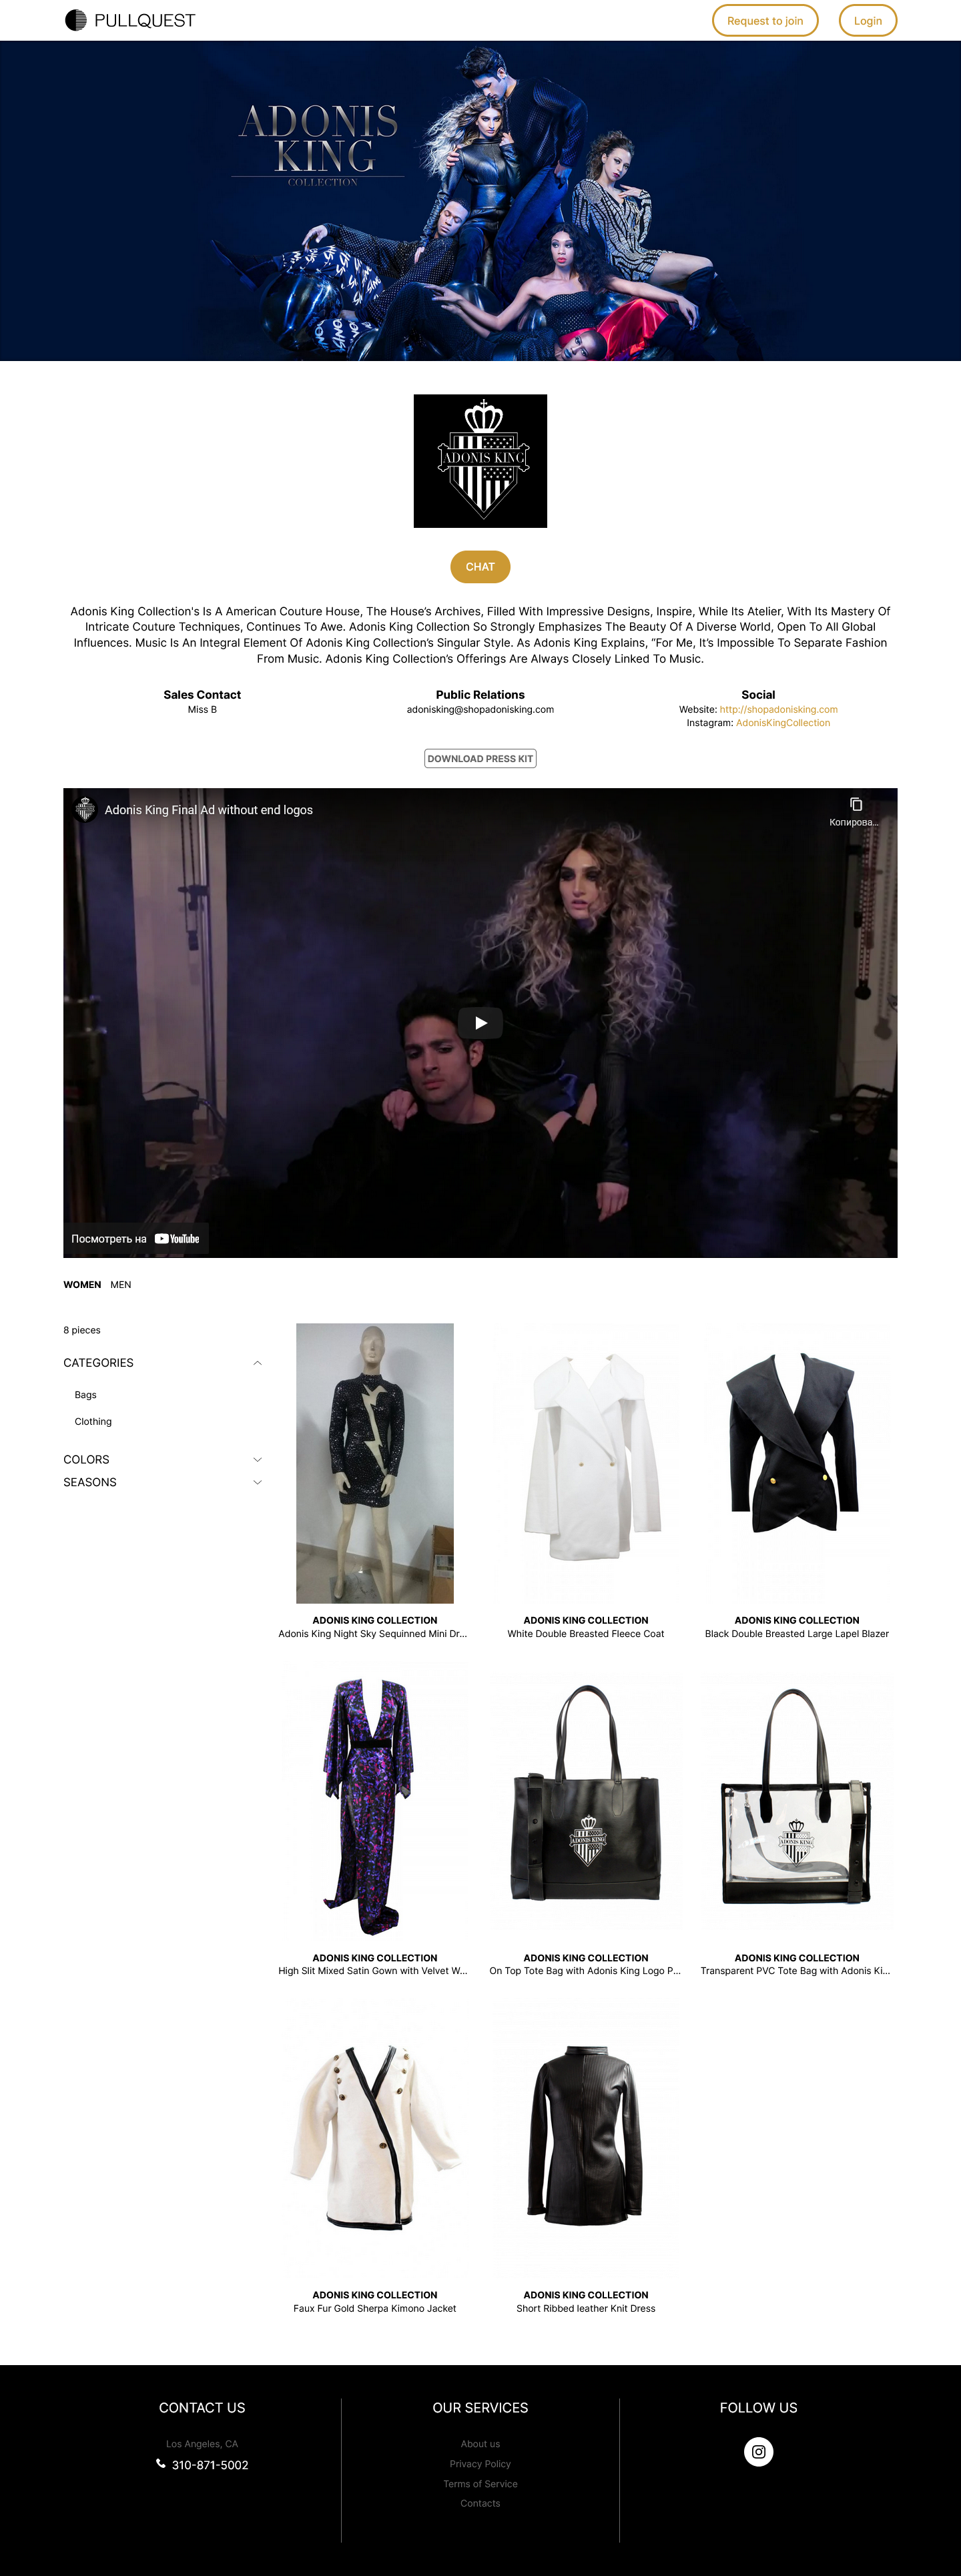 PULLQUEST
Request to join
Login
ADONIS
KING
COLLECTION
ADONIS KING
CHAT
Adonis King Collection's Is A American Couture House, The House’s Archives, Filled With Impressive Designs, Inspire, While Its Atelier, With Its Mastery Of
Intricate Couture Techniques, Continues To Awe. Adonis King Collection So Strongly Emphasizes The Beauty Of A Diverse World, Open To All Global
Influences. Music Is An Integral Element Of Adonis King Collection’s Singular Style. As Adonis King Explains, “For Me, It’s Impossible To Separate Fashion
From Music. Adonis King Collection’s Offerings Are Always Closely Linked To Music.
Sales Contact
Miss B
Public Relations
adonisking@shopadonisking.com
Social
Website: http://shopadonisking.com
Instagram: AdonisKingCollection
DOWNLOAD PRESS KIT
Adonis King Final Ad without end logos
Копирова...
Посмотреть на YouTube
WOMEN MEN
8 pieces
CATEGORIES
Bags
Clothing
COLORS
SEASONS
ADONIS KING COLLECTION
Adonis King Night Sky Sequinned Mini Dr...
ADONIS KING COLLECTION
White Double Breasted Fleece Coat
ADONIS KING COLLECTION
Black Double Breasted Large Lapel Blazer
ADONIS KING
ADONIS KING
ADONIS KING COLLECTION
High Slit Mixed Satin Gown with Velvet W...
ADONIS KING COLLECTION
On Top Tote Bag with Adonis King Logo P...
ADONIS KING COLLECTION
Transparent PVC Tote Bag with Adonis Ki...
ADONIS KING COLLECTION
Faux Fur Gold Sherpa Kimono Jacket
ADONIS KING COLLECTION
Short Ribbed leather Knit Dress
CONTACT US
Los Angeles, CA
310-871-5002
OUR SERVICES
About us
Privacy Policy
Terms of Service
Contacts
FOLLOW US